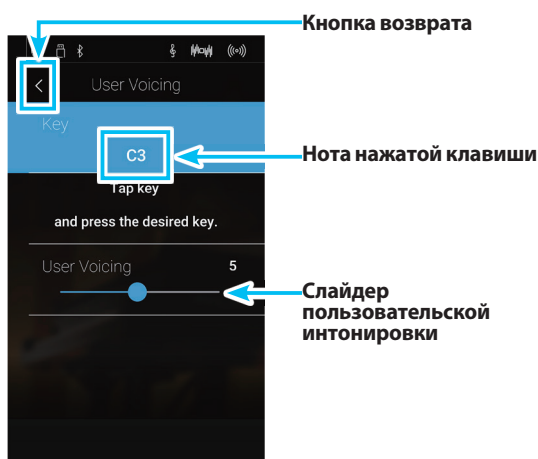 Кнопка возврата
User Voicing
Key
C3
Нота нажатой клавиши
Tap key
and press the desired key.
User Voicing 5
Слайдер
пользовательской
интонировки